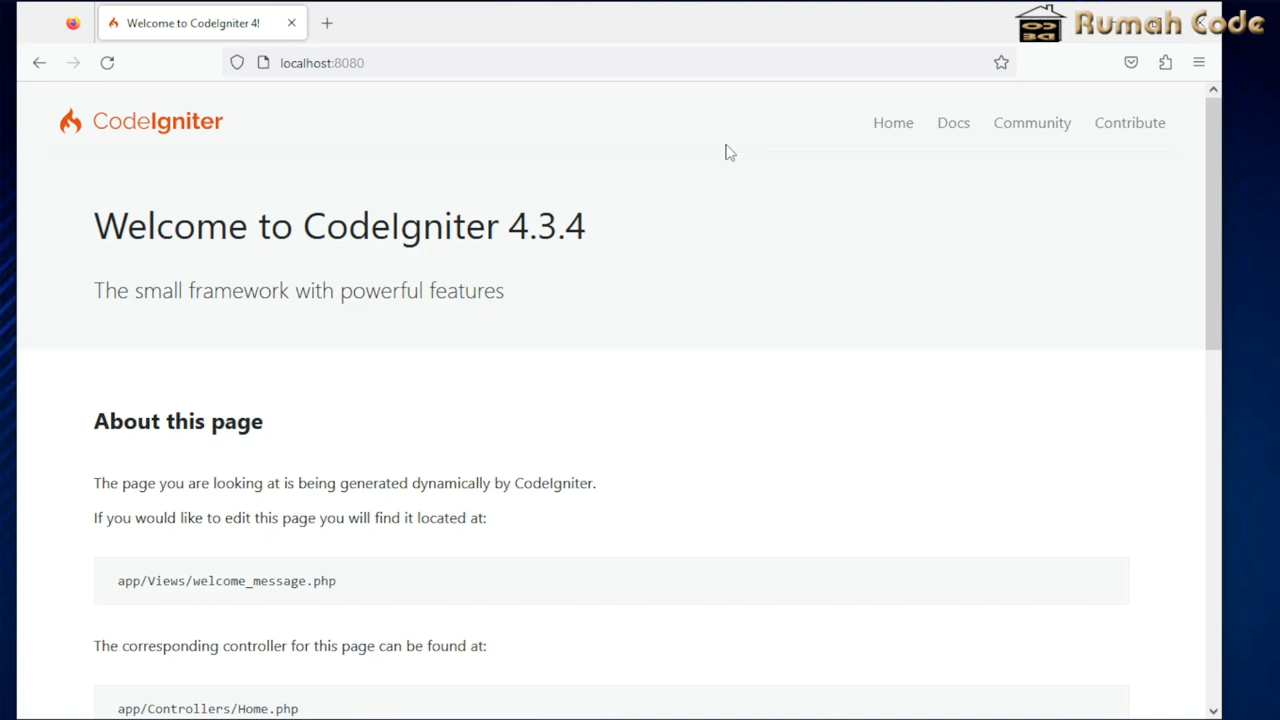 Welcome to CodeIgniter 4!
Rumah Code
CO
DE
localhost:8080
CodeIgniter
Home
Docs
Community
Contribute
Welcome to CodeIgniter 4.3.4
The small framework with powerful features
About this page
The page you are looking at is being generated dynamically by CodeIgniter.
If you would like to edit this page you will find it located at:
app/Views/welcome_message.php
The corresponding controller for this page can be found at:
app/Controllers/Home.php